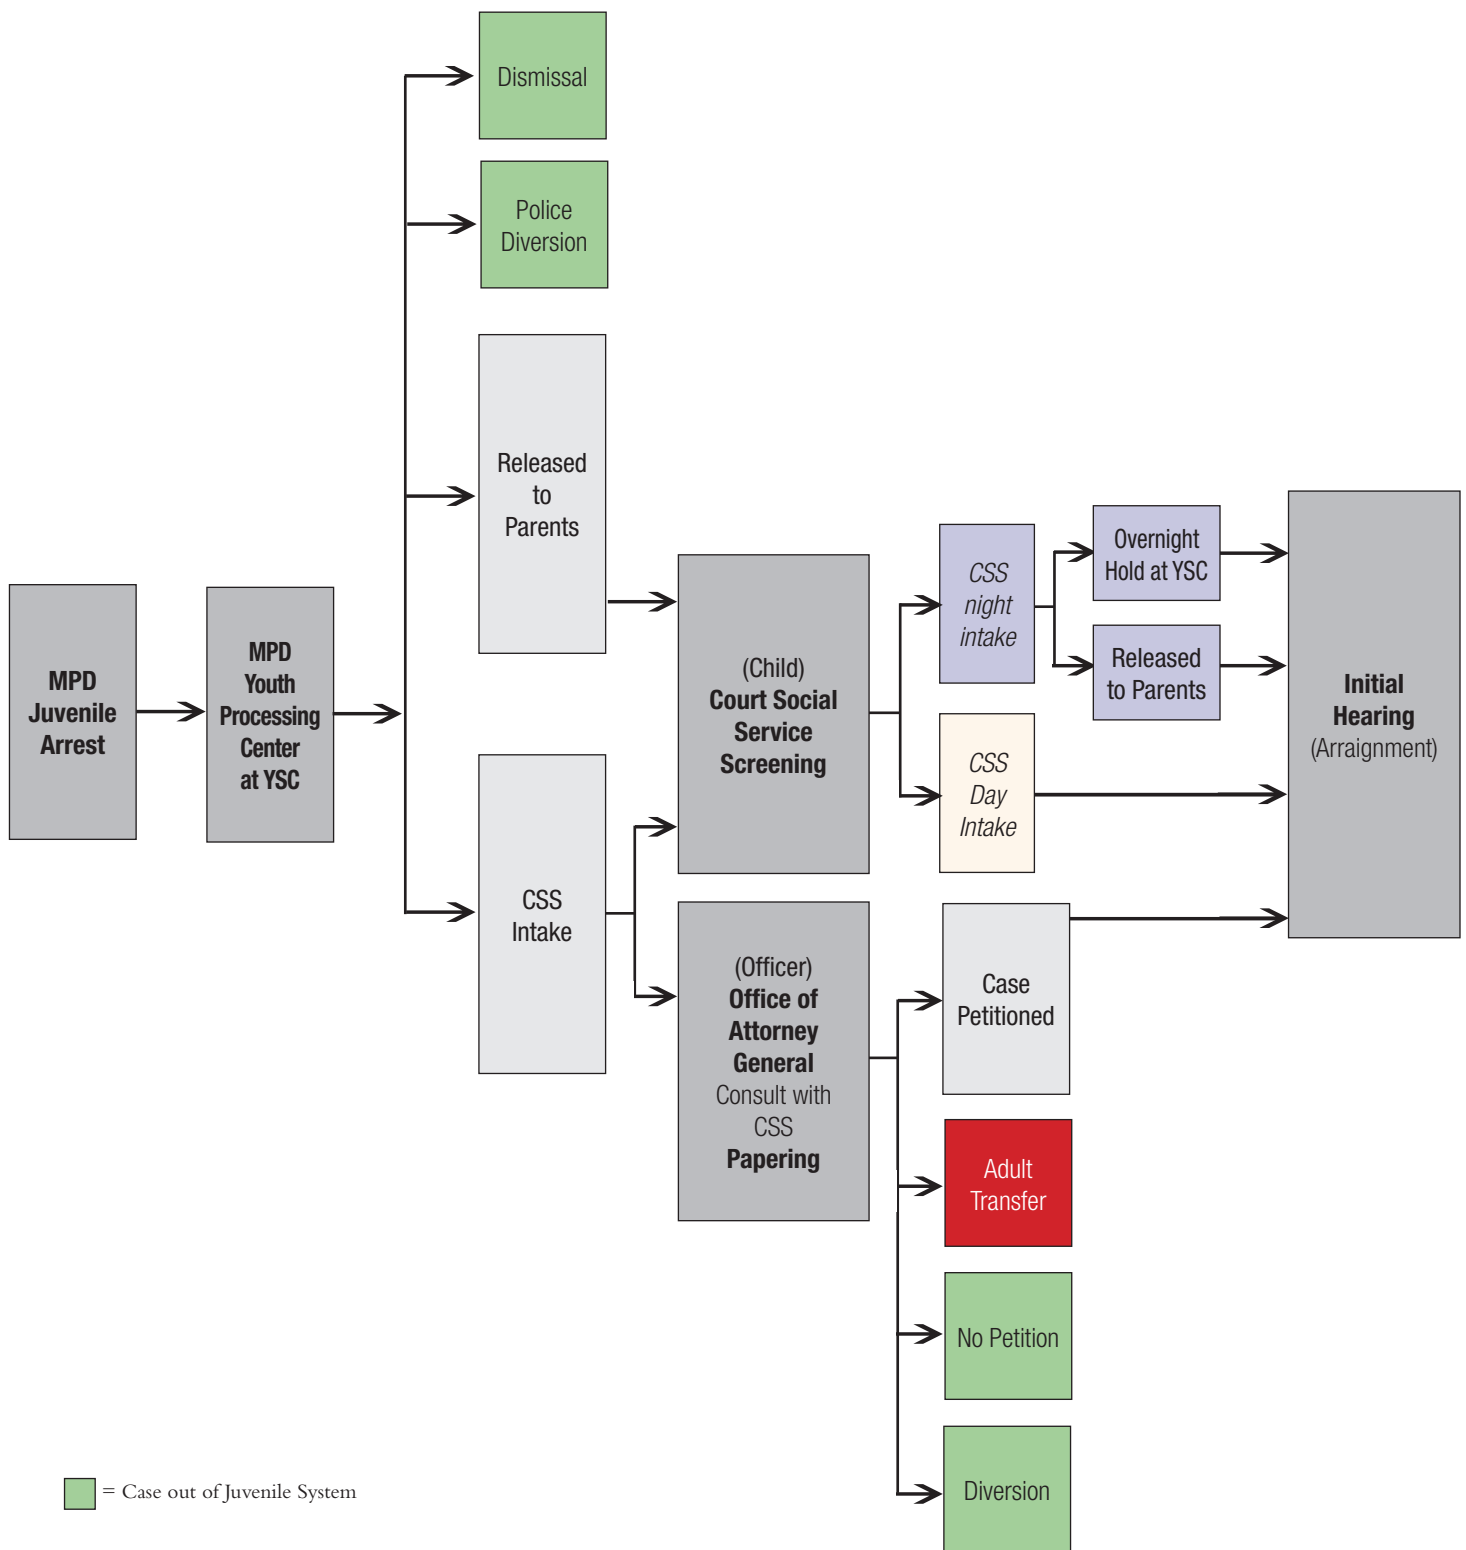 Dismissal
Police
Diversion
Released
to
Parents
CSS
Intake
MPD
Juvenile
Arrest
MPD
Youth
Processing
Center
at YSC
(Child)
Court Social
Service
Screening
(Officer)
Office of
Attorney
General
Consult with
CSS
Papering
CSS
night
intake
CSS
Day
Intake
Overnight
Hold at YSC
Released
to Parents
Case
Petitioned
Adult
Transfer
No Petition
Diversion
Initial
Hearing
(Arraignment)
= Case out of Juvenile System